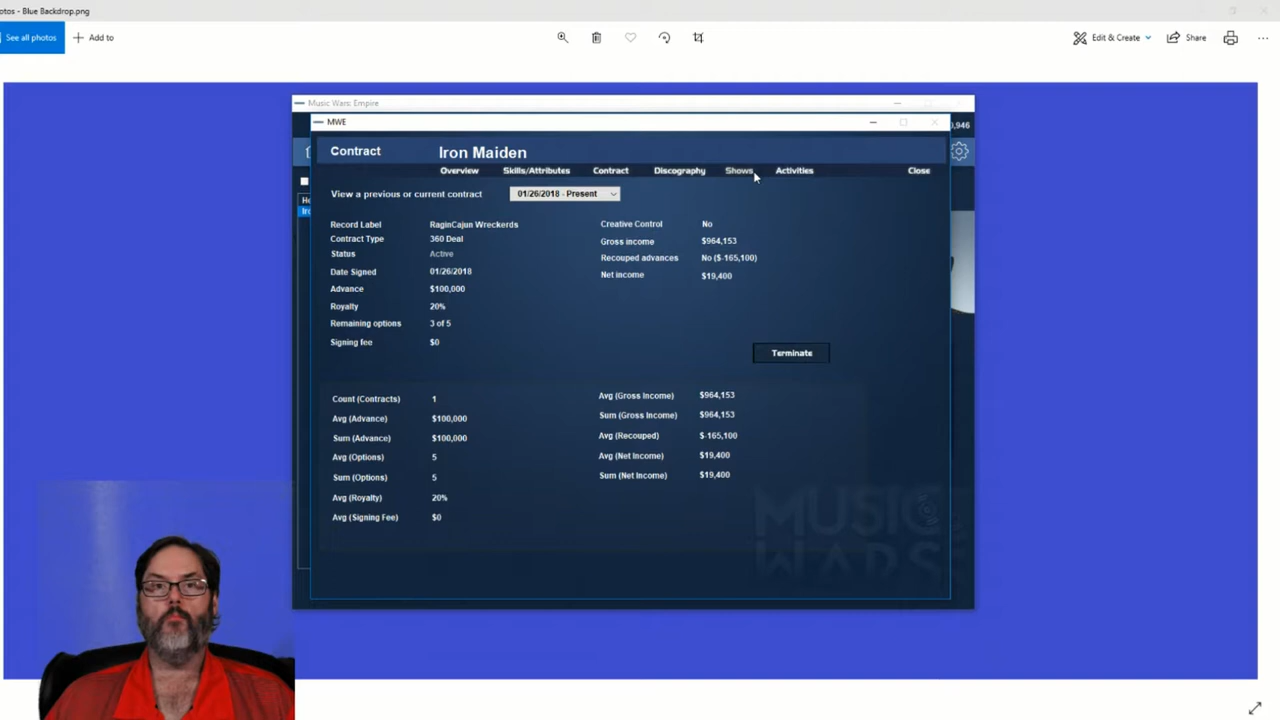 otos - Blue Backdrop.png
See all photos
Add to
Edit & Create
Share
Music Wars: Empire
MWE
,946
Contract
Iron Maiden
Overview
Skills/Attributes
Contract
Discography
Shows
Activities
Close
View a previous or current contract
01/26/2018 - Present
Record Label
RaginCajun Wreckerds
Creative Control
No
Contract Type
360 Deal
Gross income
$964,153
Status
Active
Recouped advances
No ($-165,100)
Date Signed
01/26/2018
Net income
$19,400
Advance
$100,000
Royalty
20%
Remaining options
3 of 5
Signing fee
$0
Terminate
Count (Contracts)
1
Avg (Gross Income)
$964,153
Avg (Advance)
$100,000
Sum (Gross Income)
$964,153
Sum (Advance)
$100,000
Avg (Recouped)
$-165,100
Avg (Options)
5
Avg (Net Income)
$19,400
Sum (Options)
5
Sum (Net Income)
$19,400
Avg (Royalty)
20%
Avg (Signing Fee)
$0
MUSIC
WARS